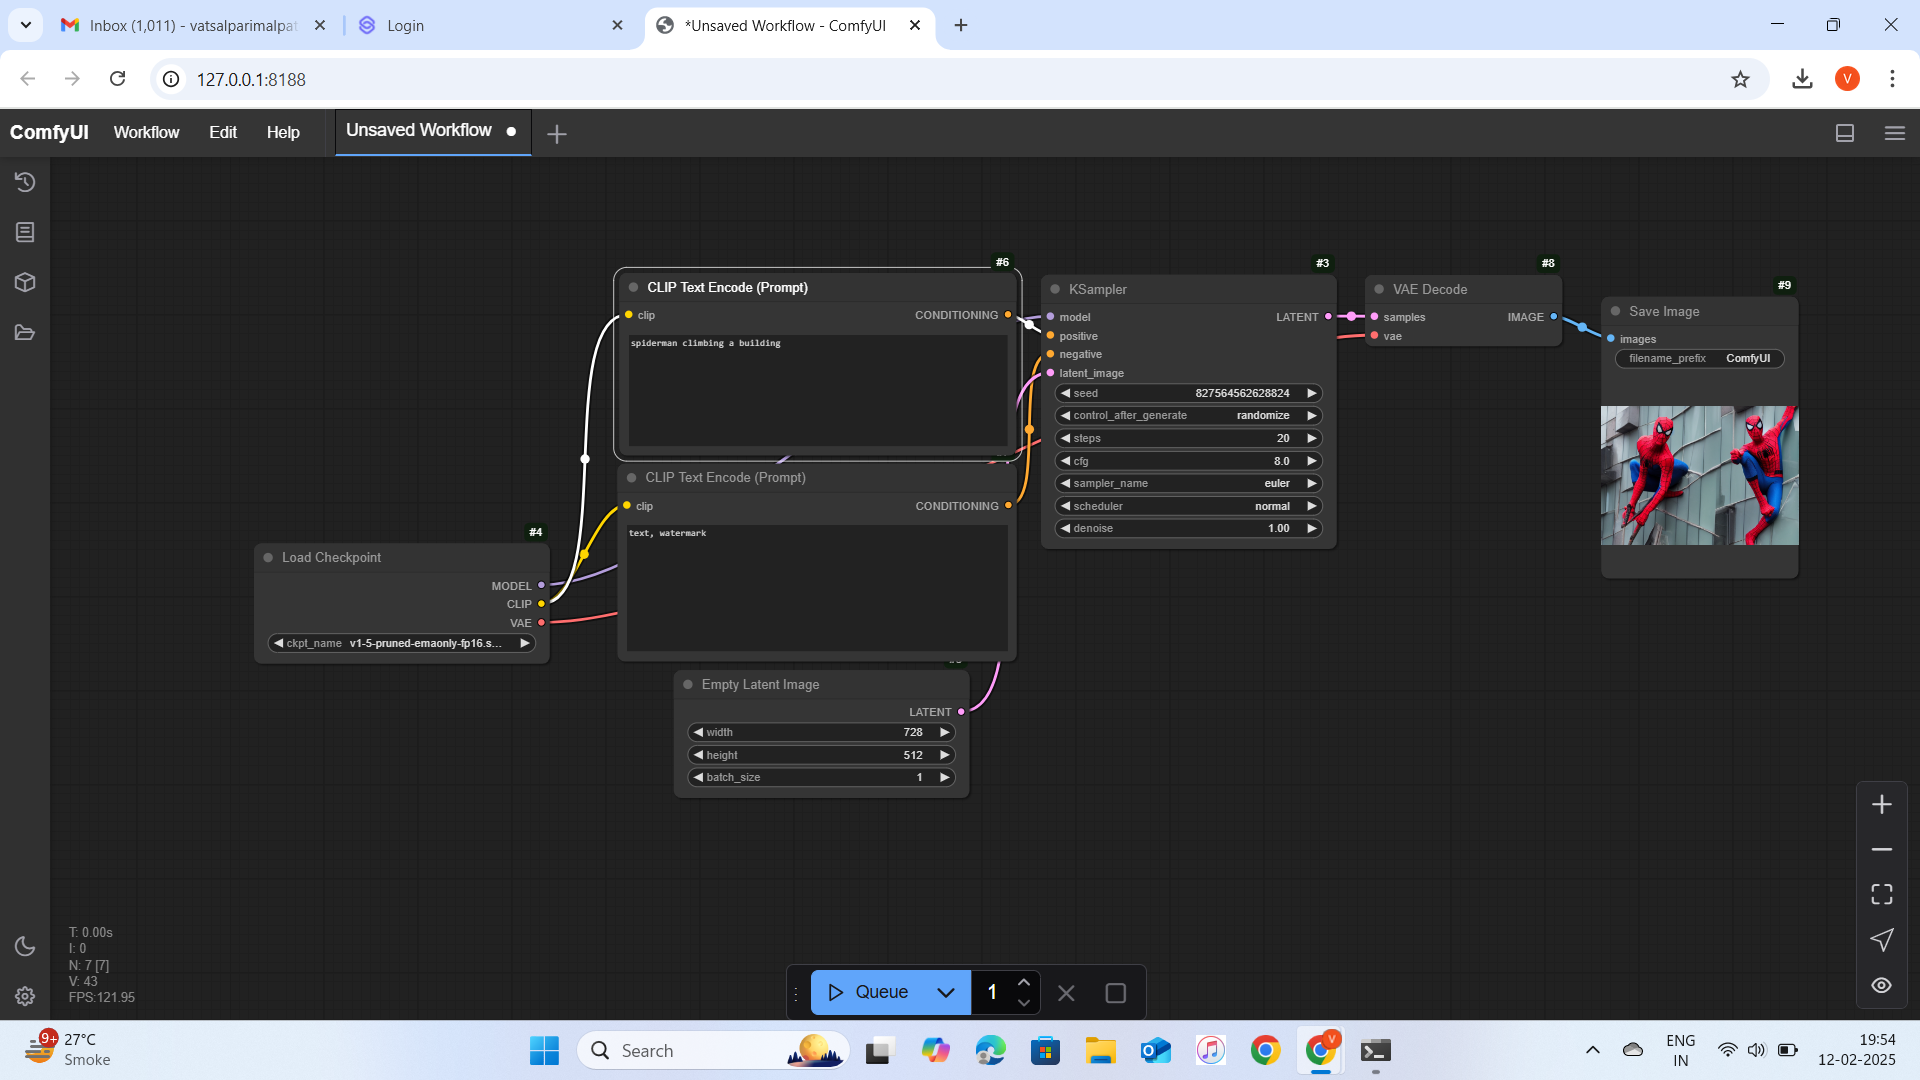 Inbox (1,011) - vatsalparimalpat
Login
*Unsaved Workflow - ComfyUI
127.0.0.1:8188
V
ComfyUI
Workflow
Edit
Help
Unsaved Workflow
#6
CLIP Text Encode (Prompt)
clip
CONDITIONING
spiderman climbing a building
#3
KSampler
model
LATENT
positive
negative
latent_image
seed
827564562628824
control_after_generate
randomize
steps
20
cfg
8.0
sampler_name
euler
scheduler
normal
denoise
1.00
#8
VAE Decode
samples
IMAGE
vae
#9
Save Image
images
filename_prefix
ComfyUI
CLIP Text Encode (Prompt)
clip
CONDITIONING
text, watermark
#4
Load Checkpoint
MODEL
CLIP
VAE
ckpt_name
v1-5-pruned-emaonly-fp16.s...
Empty Latent Image
LATENT
width
728
height
512
batch_size
1
T: 0.00s
I: 0
N: 7 [7]
V: 43
FPS:121.95
Queue
1
9+
27°C
Smoke
Search
V
ENG
IN
19:54
12-02-2025